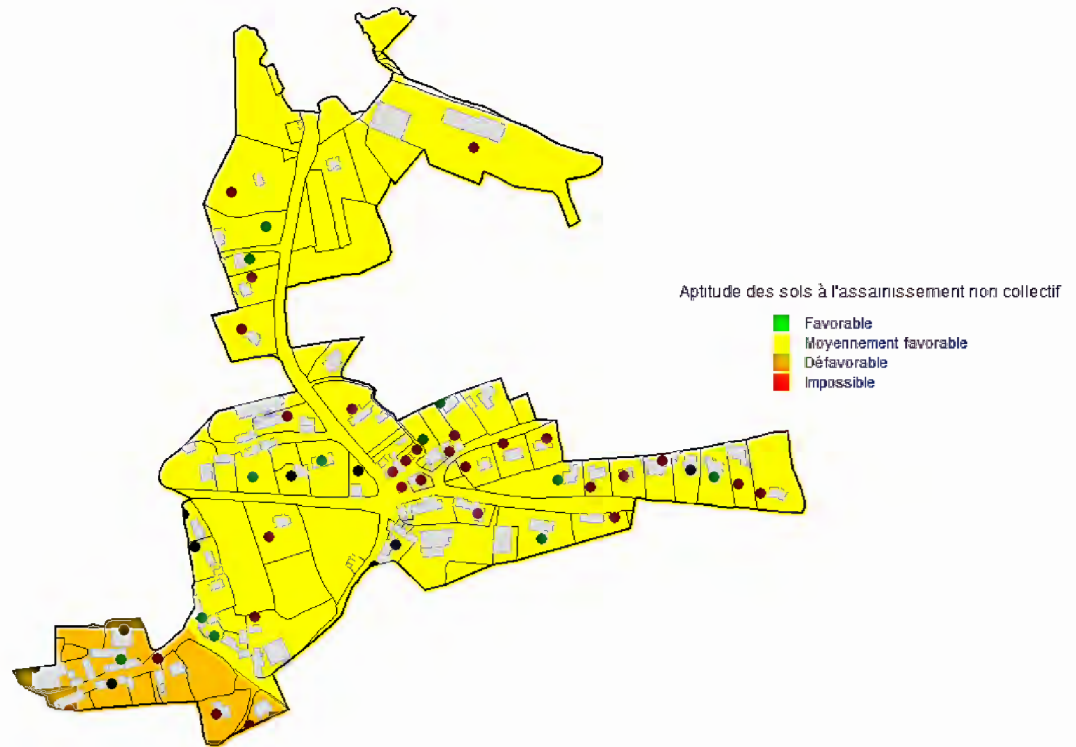 Aptitude des sols à l'assainissement non collectif
Favorable
Moyennement favorable
Défavorable
Impossible